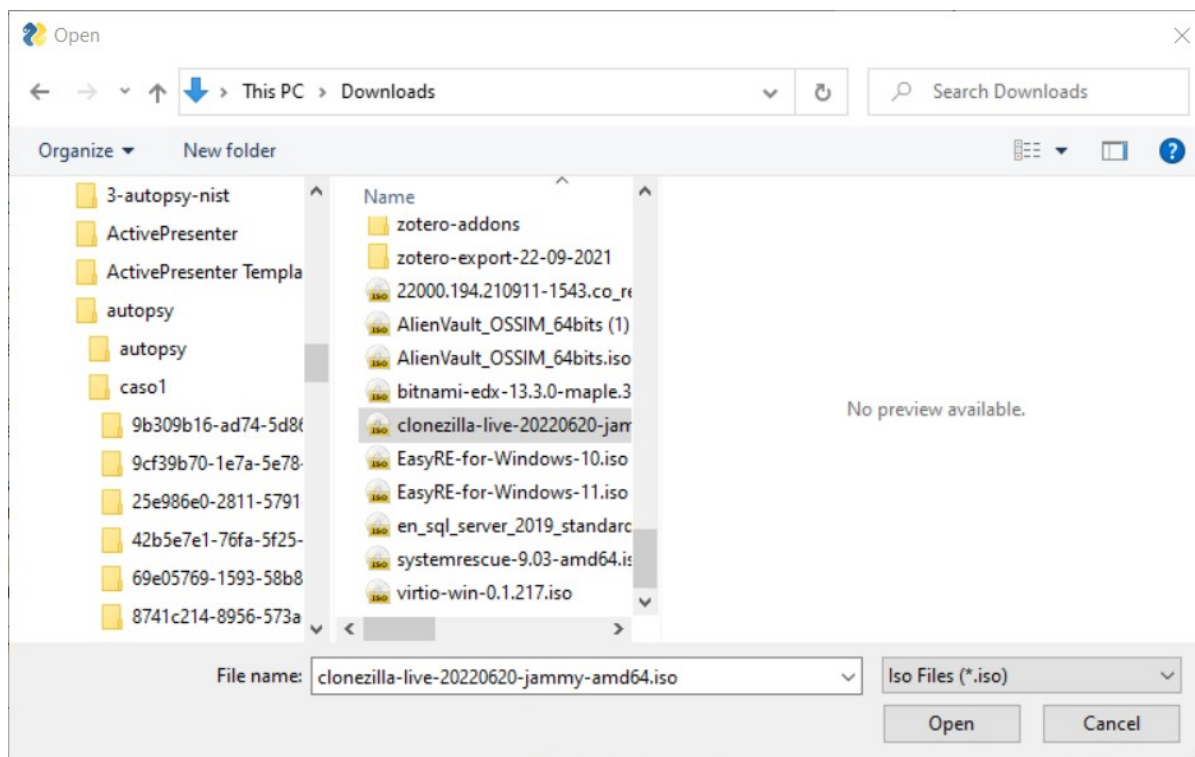 Open
This PC > Downloads
Search Downloads
Organize
New folder
3-autopsy-nist
ActivePresenter
ActivePresenter Templa
autopsy
autopsy
caso1
9b309b16-ad74-5d86
9cf39b70-1e7a-5e78-
25e986e0-2811-5791
42b5e7e1-76fa-5f25-
69e05769-1593-58b8
8741c214-8956-573a
Name
zotero-addons
zotero-export-22-09-2021
22000.194.210911-1543.co_re
AlienVault_OSSIM_64bits (1)
AlienVault_OSSIM_64bits.iso
bitnami-edx-13.3.0-maple.3
clonezilla-live-20220620-jam
EasyRE-for-Windows-10.iso
EasyRE-for-Windows-11.iso
en_sql_server_2019_standard
systemrescue-9.03-amd64.is
virtio-win-0.1.217.iso
No preview available.
File name: clonezilla-live-20220620-jammy-amd64.iso
Iso Files (*.iso)
Open
Cancel